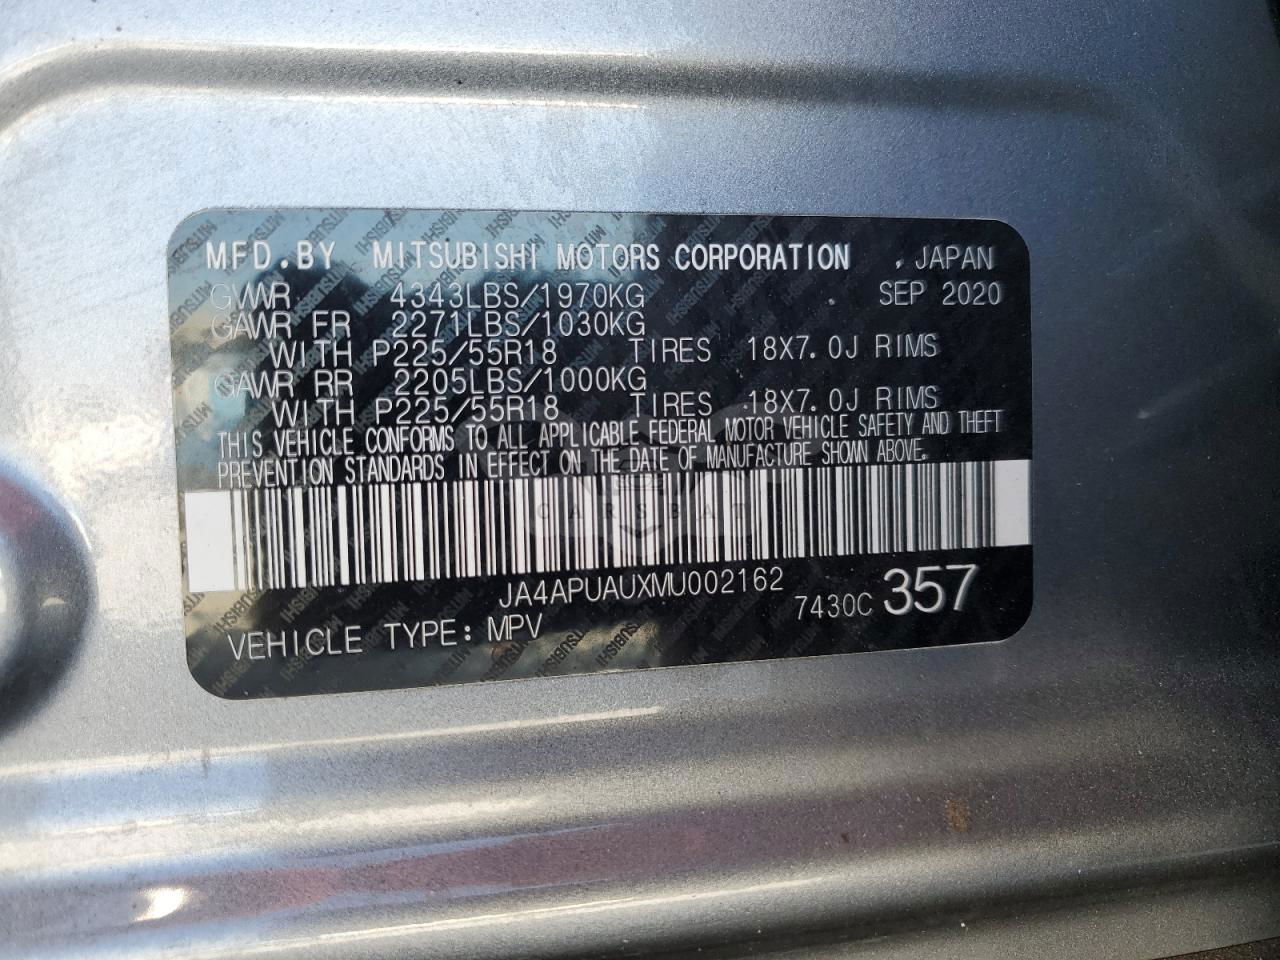 MFD.BY MITSUBISHI MOTORS CORPORATION , JAPAN
GVWR 4343LBS/1970KG SEP 2020
GAWR FR 2271LBS/1030KG
WITH P225/55R18 TIRES 18X7.0J RIMS
GAWR RR 2205LBS/1000KG
WITH P225/55R18 TIRES 18X7.0J RIMS
THIS VEHICLE CONFORMS TO ALL APPLICABLE FEDERAL MOTOR VEHICLE SAFETY AND THEFT
PREVENTION STANDARDS IN EFFECT ON THE DATE OF MANUFACTURE SHOWN ABOVE.
CARSBAT
JA4APUAUXMU002162
7430C 357
VEHICLE TYPE: MPV